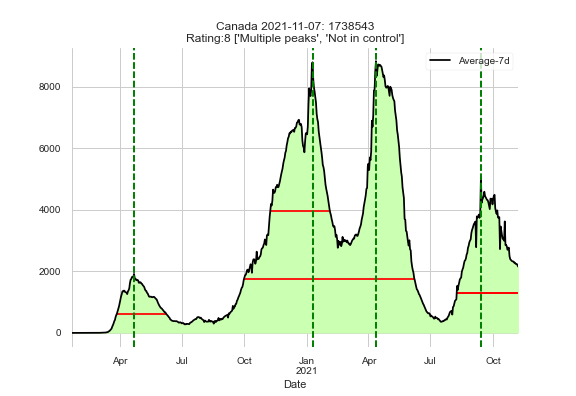 Canada 2021-11-07: 1738543
Rating:8 ['Multiple peaks', 'Not in control']
Average-7d
8000
6000
4000
2000
0
Apr Jul Oct Jan Apr Jul Oct
2021
Date